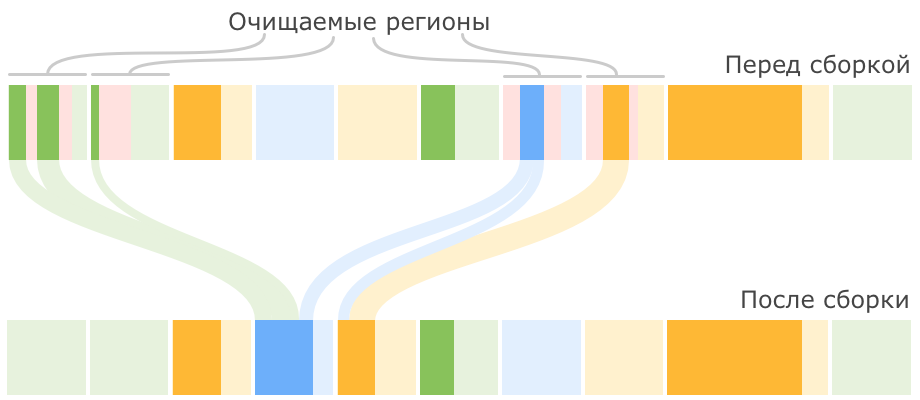 Очищаемые регионы
Перед сборкой
После сборки